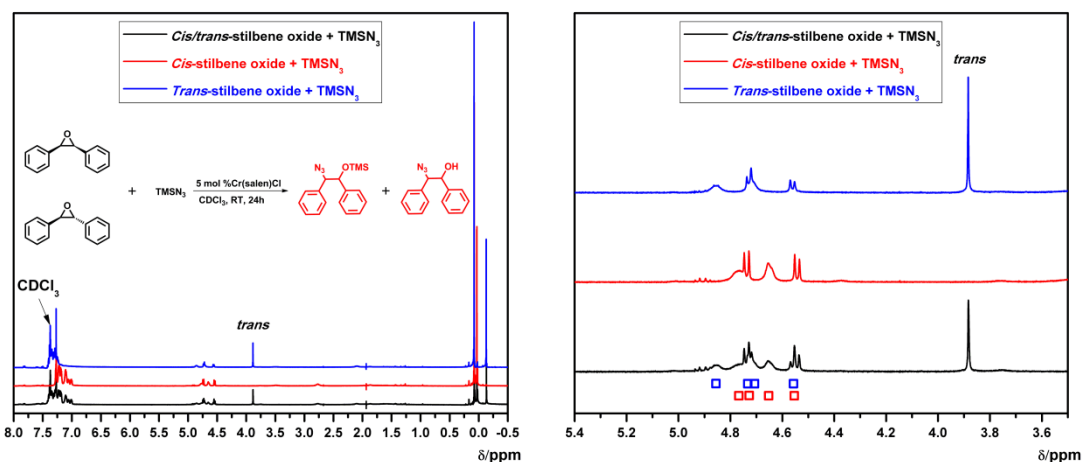 Cis/trans-stilbene oxide + TMSN3
Cis-stilbene oxide + TMSN3
Trans-stilbene oxide + TMSN3
O
+ TMSN3
5 mol %Cr(salen)Cl
CDCl3, RT, 24h
N3 OTMS
+
N3 OH
O
CDCl3
trans
8.0 7.5 7.0 6.5 6.0 5.5 5.0 4.5 4.0 3.5 3.0 2.5 2.0 1.5 1.0 0.5 0.0 -0.5
δ/ppm
Cis/trans-stilbene oxide + TMSN3
Cis-stilbene oxide + TMSN3
Trans-stilbene oxide + TMSN3
trans
5.4 5.2 5.0 4.8 4.6 4.4 4.2 4.0 3.8 3.6
δ/ppm